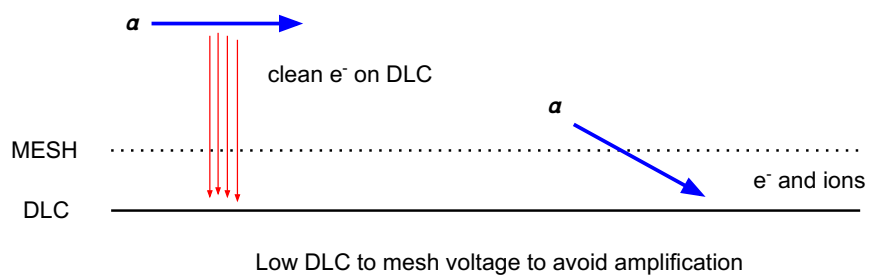 α
clean e⁻ on DLC
α
MESH
e⁻ and ions
DLC
Low DLC to mesh voltage to avoid amplification